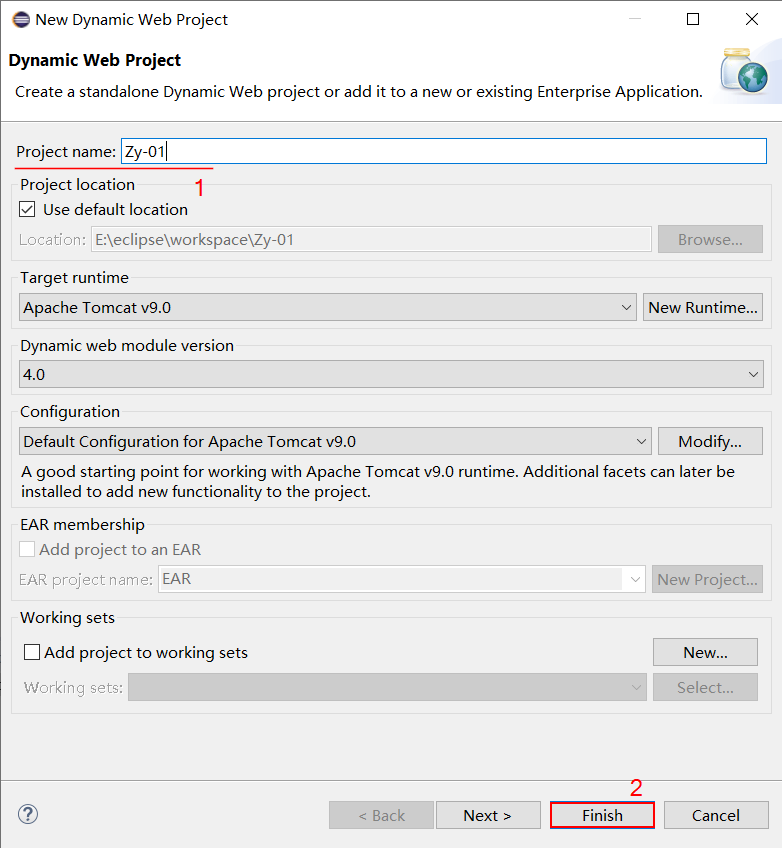 New Dynamic Web Project
Dynamic Web Project
Create a standalone Dynamic Web project or add it to a new or existing Enterprise Application.
Project name: Zy-01
1
Project location
Use default location
Location: E:\eclipse\workspace\Zy-01 Browse...
Target runtime
Apache Tomcat v9.0 New Runtime...
Dynamic web module version
4.0
Configuration
Default Configuration for Apache Tomcat v9.0 Modify...
A good starting point for working with Apache Tomcat v9.0 runtime. Additional facets can later be
installed to add new functionality to the project.
EAR membership
Add project to an EAR
EAR project name: EAR New Project...
Working sets
Add project to working sets New...
Working sets: Select...
2
? < Back Next > Finish Cancel